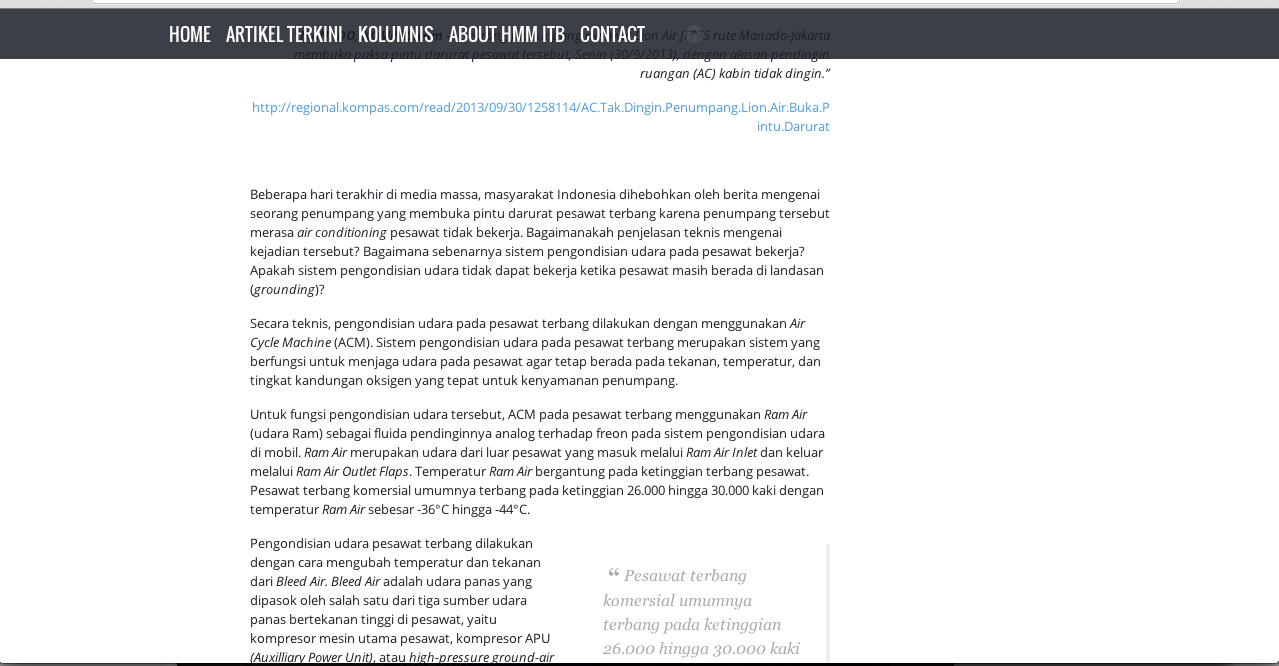 HOME ARTIKEL TERKINI KOLUMNIS ABOUT HMM ITB CONTACT
rute Manado-Jakarta
membuka paksa pintu darurat pesawat tersebut, Senin (30/9/2013), dengan alasan pendingin
ruangan (AC) kabin tidak dingin.”
http://regional.kompas.com/read/2013/09/30/1258114/AC.Tak.Dingin.Penumpang.Lion.Air.Buka.P
intu.Darurat
Beberapa hari terakhir di media massa, masyarakat Indonesia dihebohkan oleh berita mengenai
seorang penumpang yang membuka pintu darurat pesawat terbang karena penumpang tersebut
merasa air conditioning pesawat tidak bekerja. Bagaimanakah penjelasan teknis mengenai
kejadian tersebut? Bagaimana sebenarnya sistem pengondisian udara pada pesawat bekerja?
Apakah sistem pengondisian udara tidak dapat bekerja ketika pesawat masih berada di landasan
(grounding)?
Secara teknis, pengondisian udara pada pesawat terbang dilakukan dengan menggunakan Air
Cycle Machine (ACM). Sistem pengondisian udara pada pesawat terbang merupakan sistem yang
berfungsi untuk menjaga udara pada pesawat agar tetap berada pada tekanan, temperatur, dan
tingkat kandungan oksigen yang tepat untuk kenyamanan penumpang.
Untuk fungsi pengondisian udara tersebut, ACM pada pesawat terbang menggunakan Ram Air
(udara Ram) sebagai fluida pendinginnya analog terhadap freon pada sistem pengondisian udara
di mobil. Ram Air merupakan udara dari luar pesawat yang masuk melalui Ram Air Inlet dan keluar
melalui Ram Air Outlet Flaps. Temperatur Ram Air bergantung pada ketinggian terbang pesawat.
Pesawat terbang komersial umumnya terbang pada ketinggian 26.000 hingga 30.000 kaki dengan
temperatur Ram Air sebesar -36°C hingga -44°C.
Pengondisian udara pesawat terbang dilakukan
dengan cara mengubah temperatur dan tekanan
dari Bleed Air. Bleed Air adalah udara panas yang
dipasok oleh salah satu dari tiga sumber udara
panas bertekanan tinggi di pesawat, yaitu
kompresor mesin utama pesawat, kompresor APU
(Auxilliary Power Unit), atau high-pressure ground-air
“ Pesawat terbang
komersial umumnya
terbang pada ketinggian
26.000 hingga 30.000 kaki